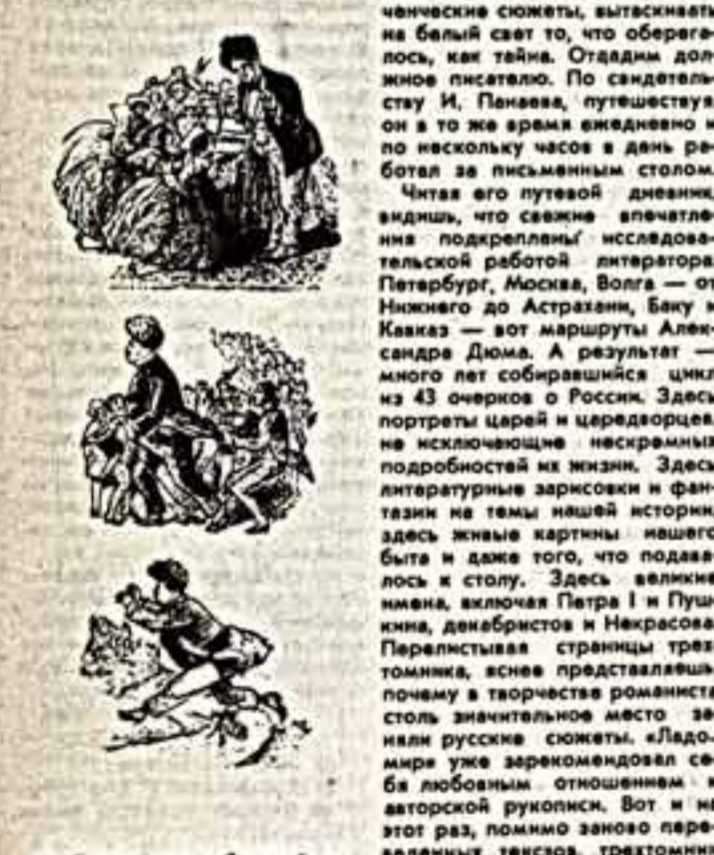 ченческие сюжеты, вытаскивать
на белый свет то, что оберега-
лось, как тайна. Отдадим дол-
жное писателю. По свидетель-
ству И. Панаева, путешествуя,
он в то же время ежедневно и
по нескольку часов в день ра-
ботал за письменным столом.
Читая его путевой дневник,
видишь, что свежие впечатле-
ния подкреплены исследова-
тельской работой литератора.
Петербург, Москва, Волга — от
Нижнего до Астрахани, Баку и
Кавказ — вот маршруты Алек-
сандра Дюма. А результат —
много лет собиравшийся цикл
из 43 очерков о России. Здесь
портреты царей и царедворцев,
не исключающие нескромных
подробностей их жизни. Здесь
литературные зарисовки и фан-
тазии на темы нашей истории,
здесь живые картины нашего
быта и даже того, что подава-
лось к столу. Здесь великие
имена, включая Петра I и Пуш-
кина, декабристов и Некрасова.
Перелистывая страницы трех-
томника, яснее представляешь,
почему в творчестве романиста
столь значительное место за-
няли русские сюжеты. «Ладо-
мир» уже зарекомендовал се-
бя любовным отношением к
авторской рукописи. Вот и на
этот раз, помимо заново пере-
веденных текстов, трехтомник